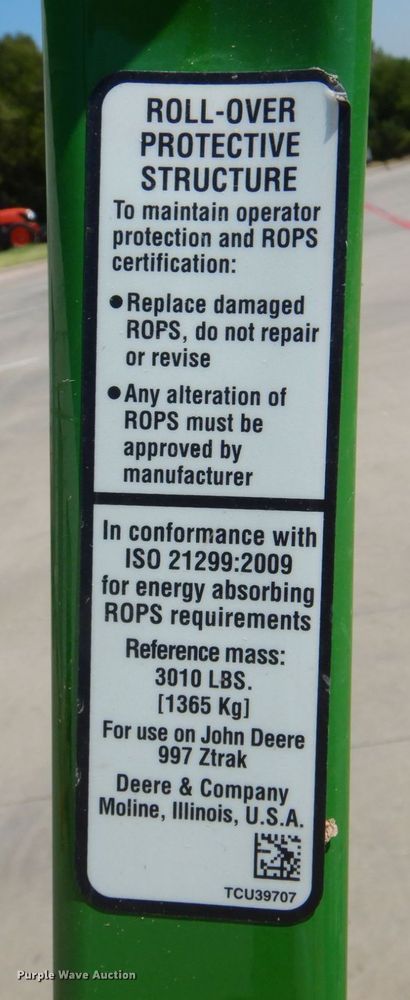 ROLL-OVER
PROTECTIVE
STRUCTURE
To maintain operator
protection and ROPS
certification:
● Replace damaged
ROPS, do not repair
or revise
● Any alteration of
ROPS must be
approved by
manufacturer
In conformance with
ISO 21299:2009
for energy absorbing
ROPS requirements
Reference mass:
3010 LBS.
[1365 Kg]
For use on John Deere
997 Ztrak
Deere & Company
Moline, Illinois, U.S.A.
TCU39707
Purple Wave Auction